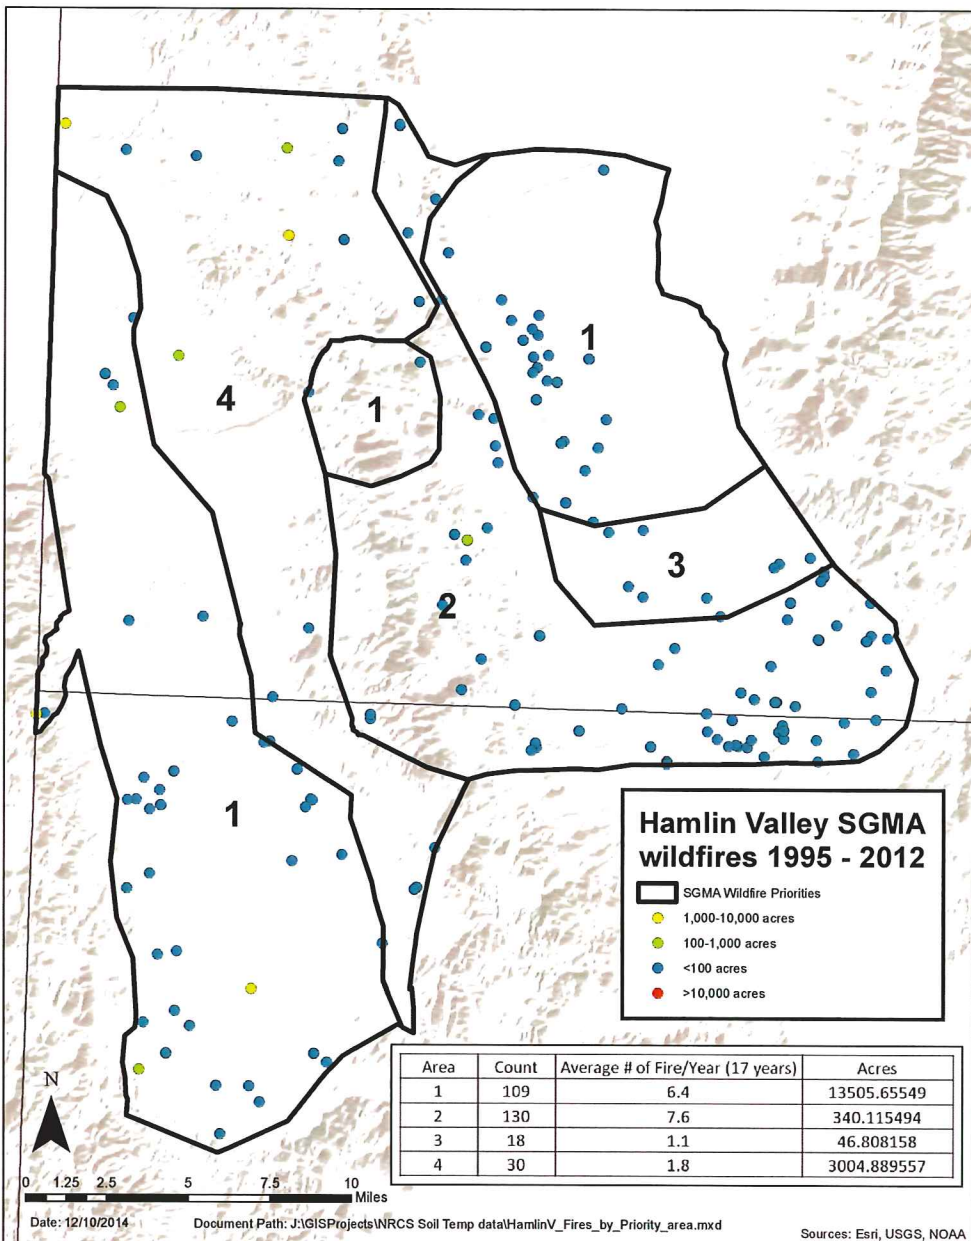 1
4
1
3
2
1
Hamlin Valley SGMA
wildfires 1995 - 2012
SGMA Wildfire Priorities
1,000-10,000 acres
100-1,000 acres
<100 acres
>10,000 acres
N
Area Count Average # of Fire/Year (17 years) Acres
1 109 6.4 13505.65549
2 130 7.6 340.115494
3 18 1.1 46.808158
4 30 1.8 3004.889557
0 1.25 2.5 5 7.5 10
Miles
Date: 12/10/2014 Document Path: J:\GISProjects\NRCS Soil Temp data\HamlinV_Fires_by_Priority_area.mxd
Sources: Esri, USGS, NOAA